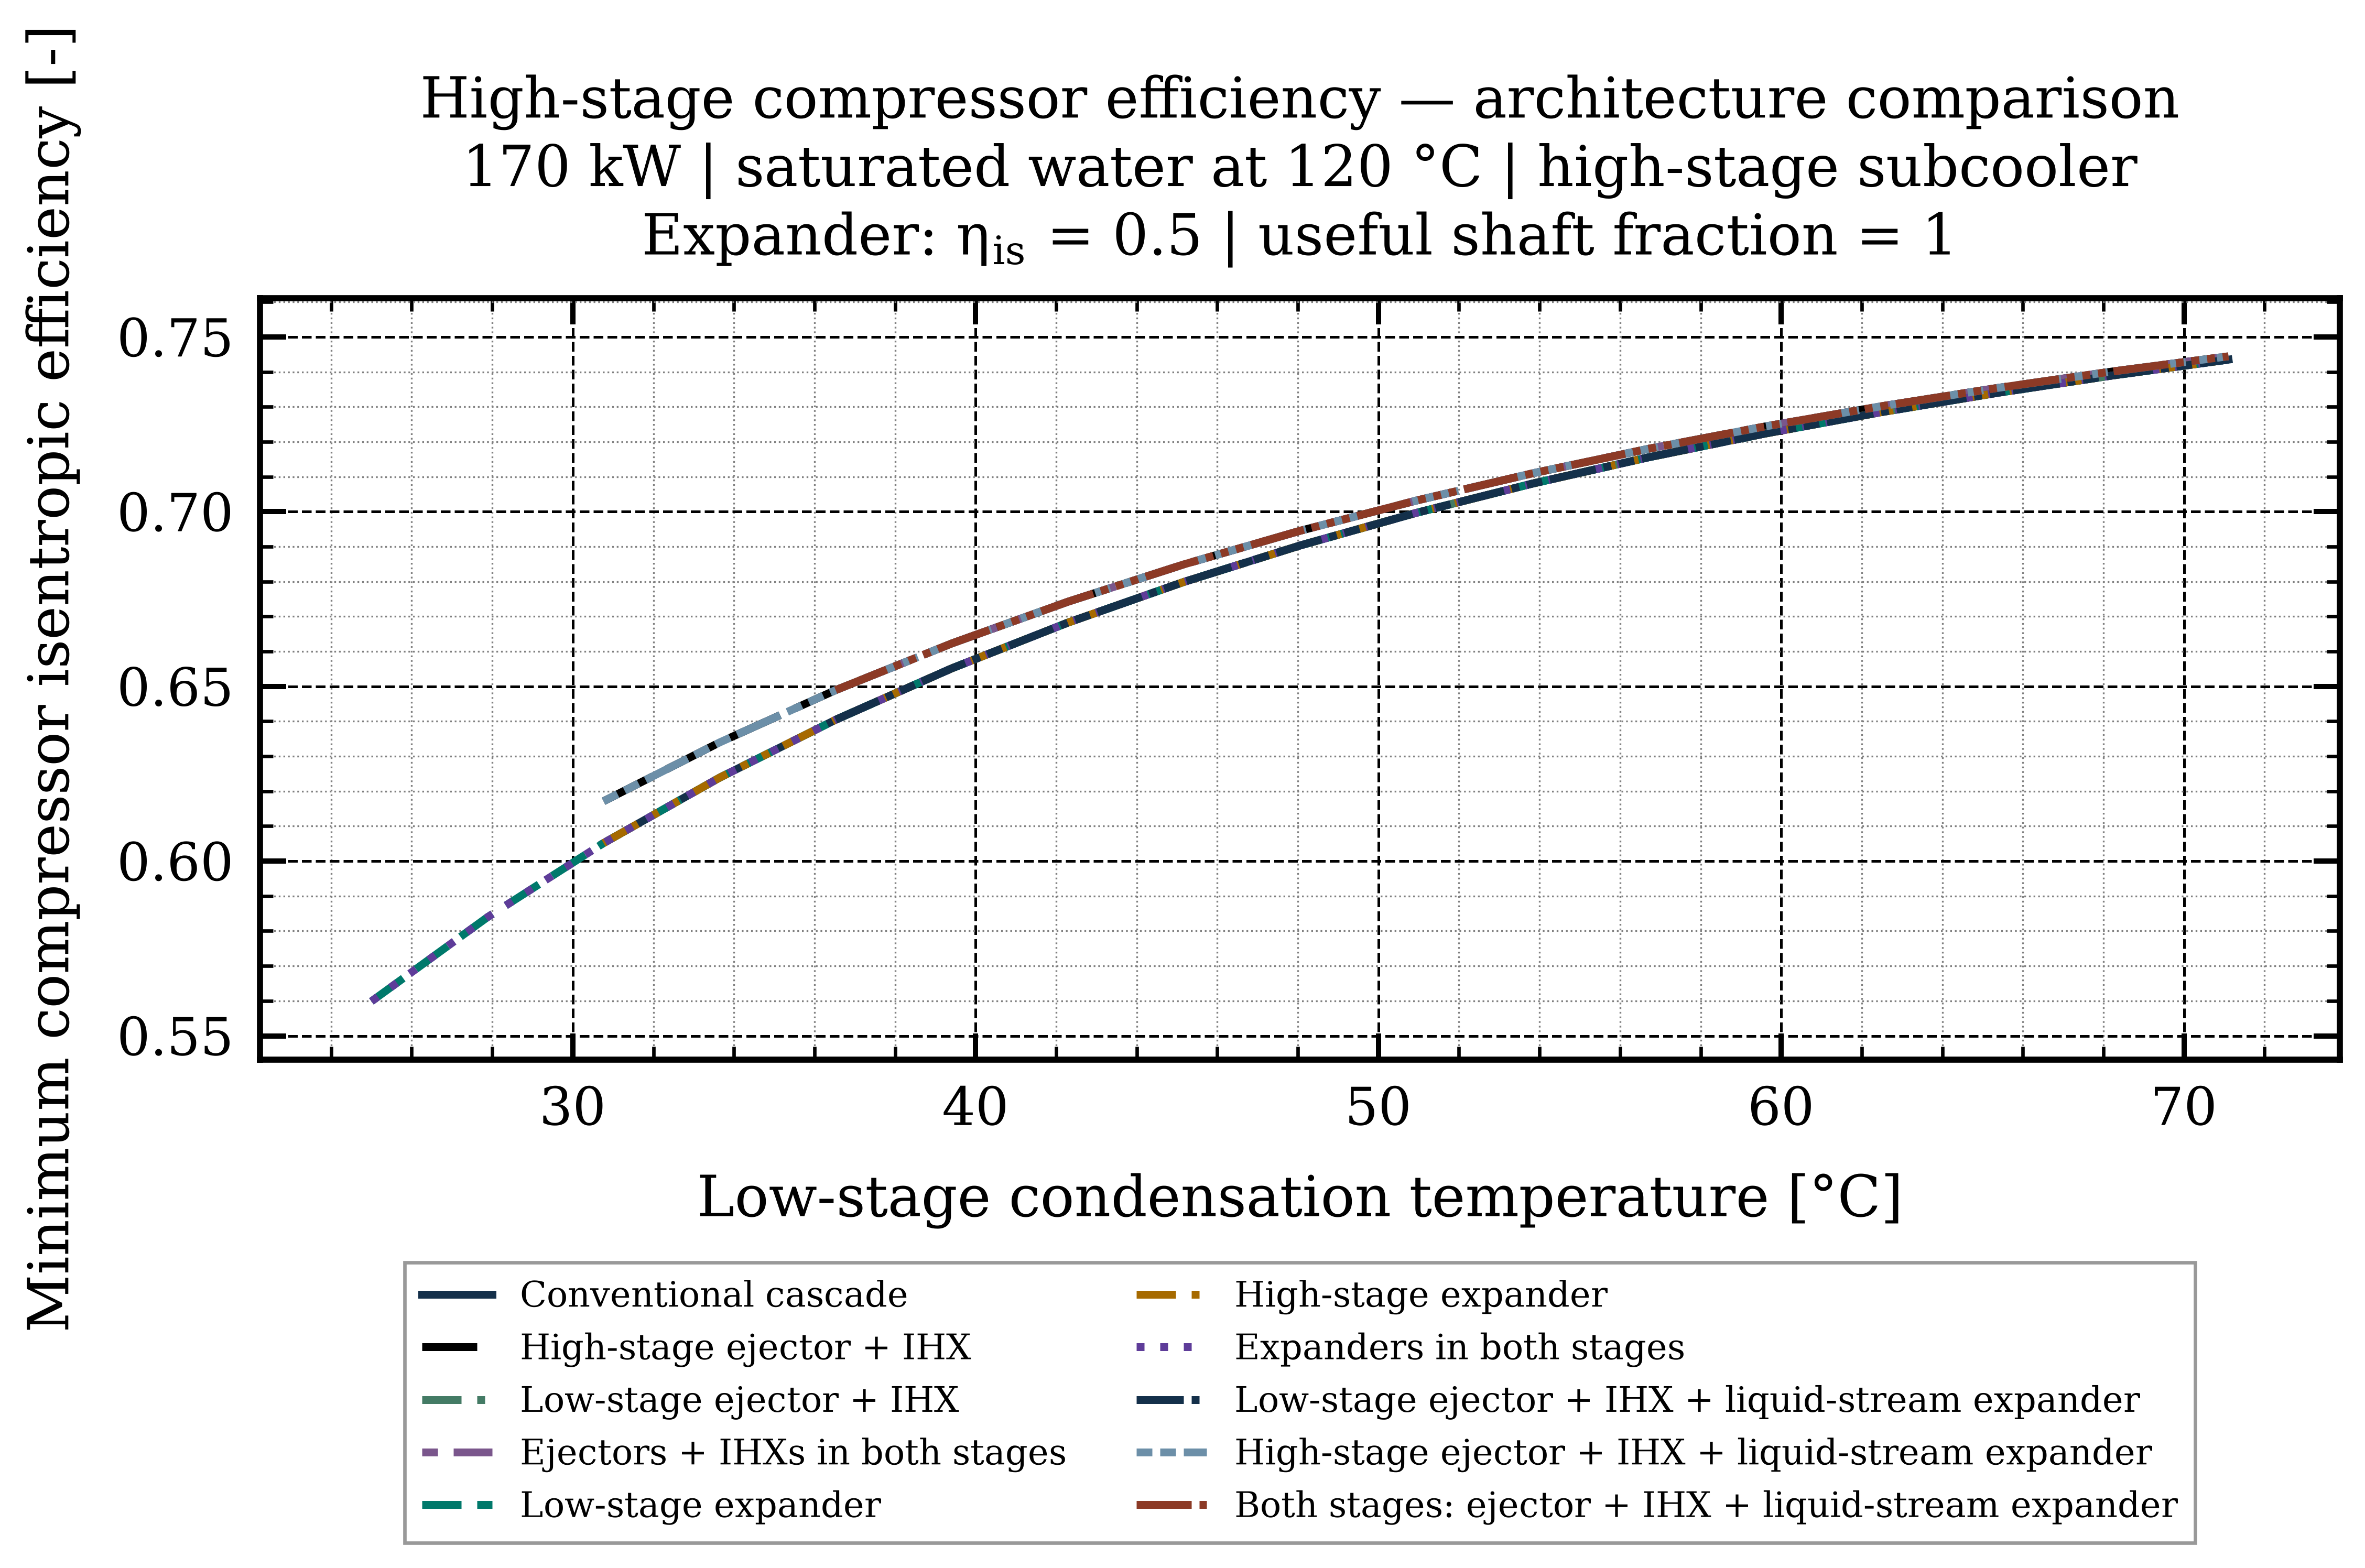 High-stage compressor efficiency — architecture comparison
170 kW | saturated water at 120 °C | high-stage subcooler
Expander: ηis = 0.5 | useful shaft fraction = 1
Minimum compressor isentropic efficiency [-]
0.75
0.70
0.65
0.60
0.55
30 40 50 60 70
Low-stage condensation temperature [°C]
Conventional cascade
High-stage ejector + IHX
Low-stage ejector + IHX
Ejectors + IHXs in both stages
Low-stage expander
High-stage expander
Expanders in both stages
Low-stage ejector + IHX + liquid-stream expander
High-stage ejector + IHX + liquid-stream expander
Both stages: ejector + IHX + liquid-stream expander